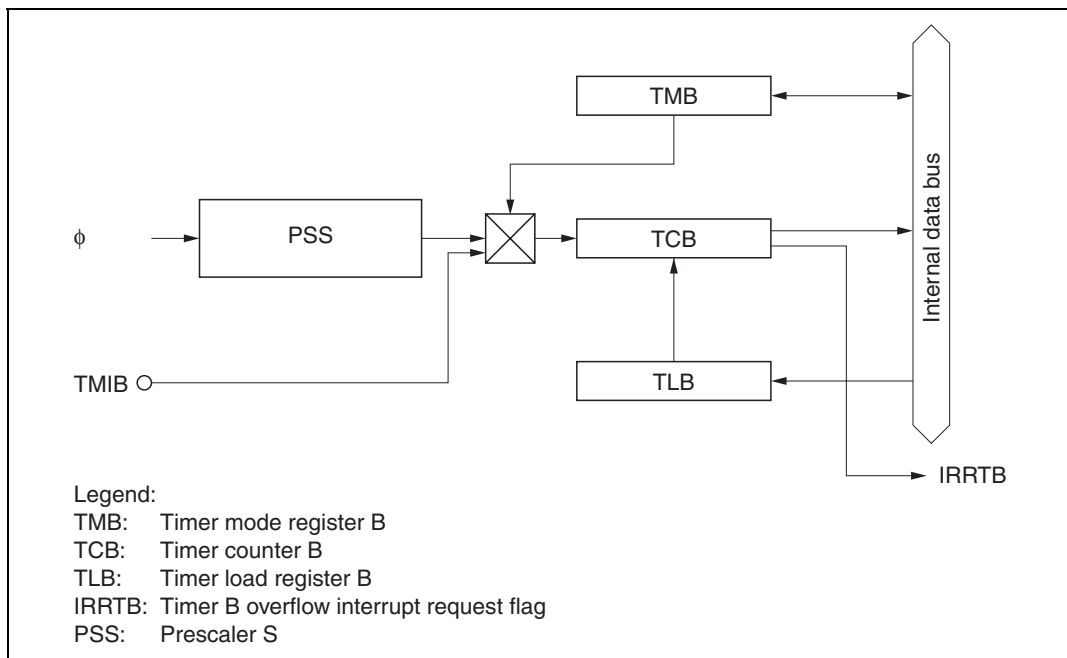 TMB
Internal data bus
φ
PSS
TCB
TMIB
TLB
IRRTB
Legend:
TMB: Timer mode register B
TCB: Timer counter B
TLB: Timer load register B
IRRTB: Timer B overflow interrupt request flag
PSS: Prescaler S